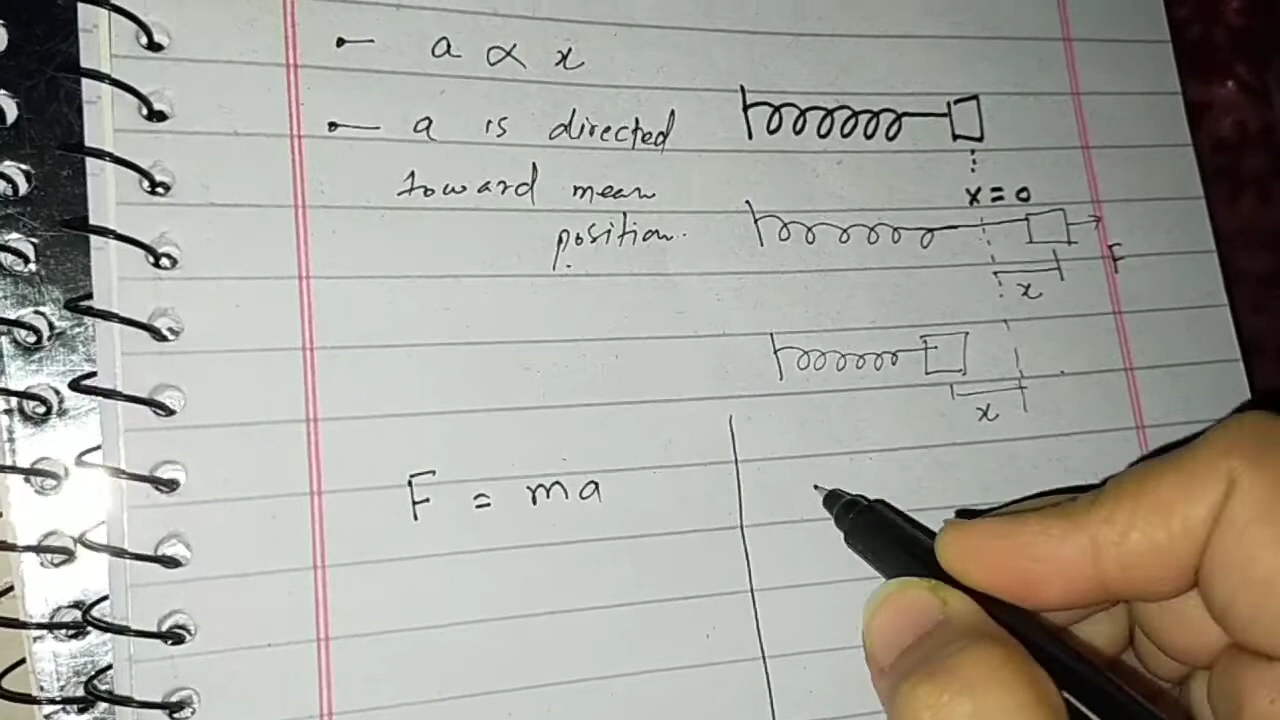 a ∝ x
a is directed
toward mean
position.
x = 0
F
x
x
F = ma